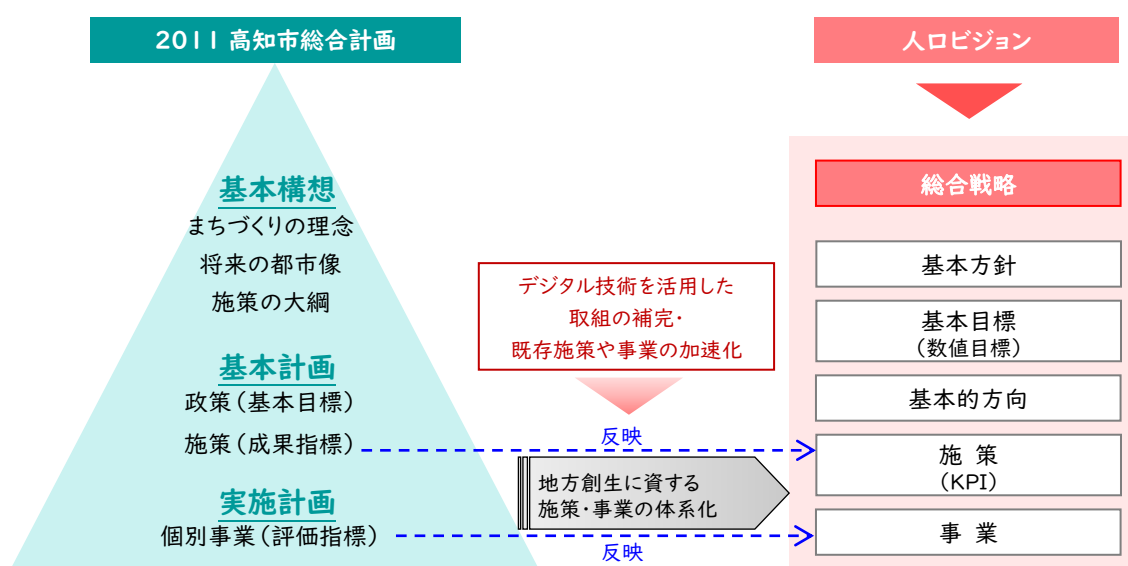 2011 高知市総合計画
基本構想
まちづくりの理念
将来の都市像
施策の大綱
基本計画
政策(基本目標)
施策(成果指標)
実施計画
個別事業(評価指標)
デジタル技術を活用した
取組の補完・
既存施策や事業の加速化
反映
地方創生に資する
施策・事業の体系化
反映
人口ビジョン
総合戦略
基本方針
基本目標
(数値目標)
基本的方向
施 策
(KPI)
事 業